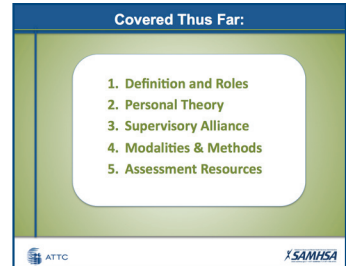 Covered Thus Far:
1. Definition and Roles
2. Personal Theory
3. Supervisory Alliance
4. Modalities & Methods
5. Assessment Resources
ATTC
SAMHSA